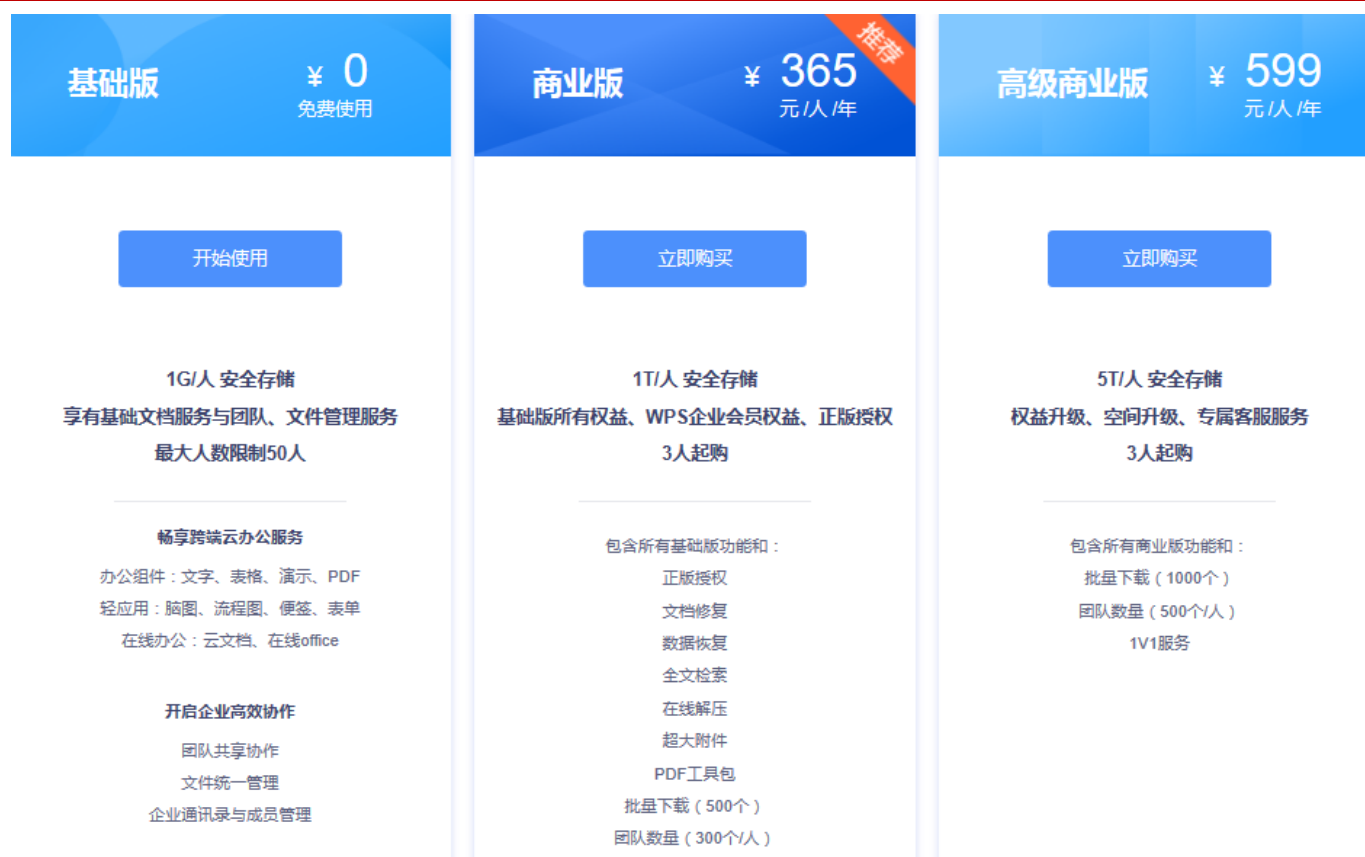 基础版
¥ 0
免费使用
开始使用
1G/人 安全存储
享有基础文档服务与团队、文件管理服务
最大人数限制50人
畅享跨端云办公服务
办公组件：文字、表格、演示、PDF
轻应用：脑图、流程图、便签、表单
在线办公：云文档、在线office
开启企业高效协作
团队共享协作
文件统一管理
企业通讯录与成员管理
推荐
商业版
¥ 365
元/人/年
立即购买
1T/人 安全存储
基础版所有权益、WPS企业会员权益、正版授权
3人起购
包含所有基础版功能和：
正版授权
文档修复
数据恢复
全文检索
在线解压
超大附件
PDF工具包
批量下载（500个）
团队数量（300个/人）
高级商业版
¥ 599
元/人/年
立即购买
5T/人 安全存储
权益升级、空间升级、专属客服服务
3人起购
包含所有商业版功能和：
批量下载（1000个）
团队数量（500个/人）
1V1服务